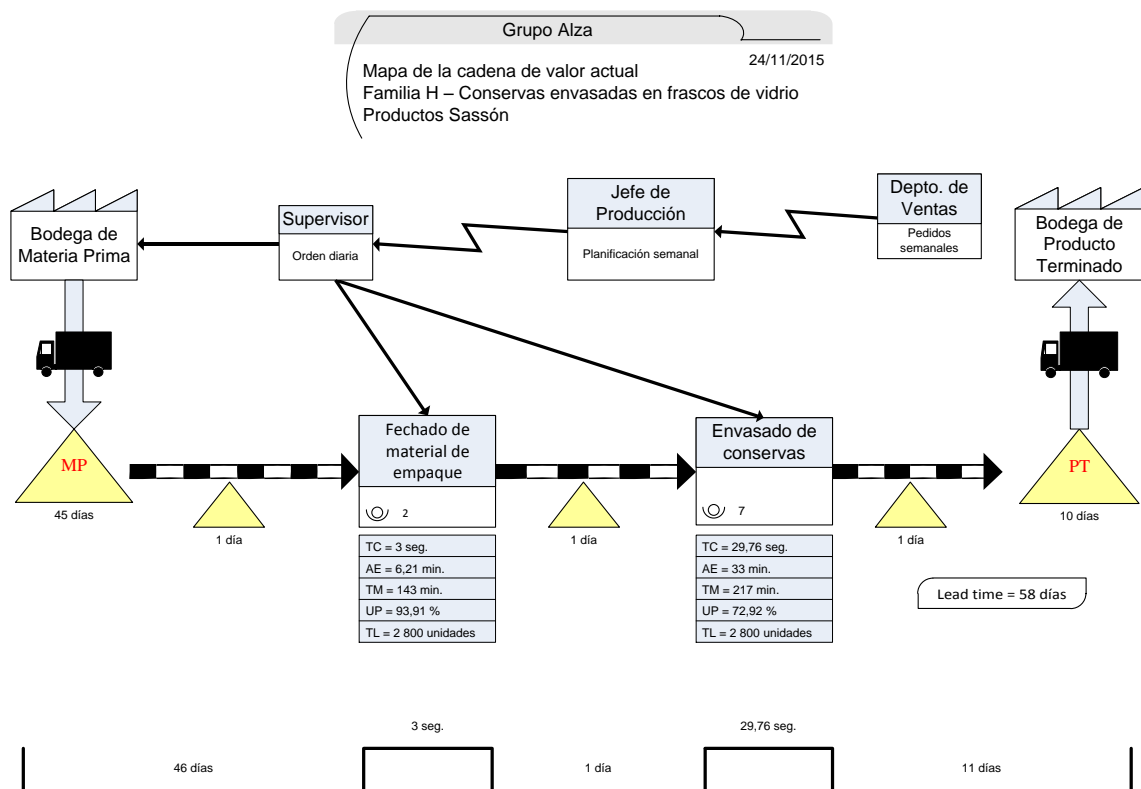 Grupo Alza
24/11/2015
Mapa de la cadena de valor actual
Familia H – Conservas envasadas en frascos de vidrio
Productos Sassón
Bodega de
Materia Prima
Supervisor
Orden diaria
Jefe de
Producción
Planificación semanal
Depto. de
Ventas
Pedidos
semanales
Bodega de
Producto
Terminado
MP
45 días
1 día
Fechado de
material de
empaque
2
TC = 3 seg.
AE = 6,21 min.
TM = 143 min.
UP = 93,91 %
TL = 2 800 unidades
1 día
Envasado de
conservas
7
TC = 29,76 seg.
AE = 33 min.
TM = 217 min.
UP = 72,92 %
TL = 2 800 unidades
1 día
PT
10 días
Lead time = 58 días
3 seg.
29,76 seg.
46 días
1 día
11 días